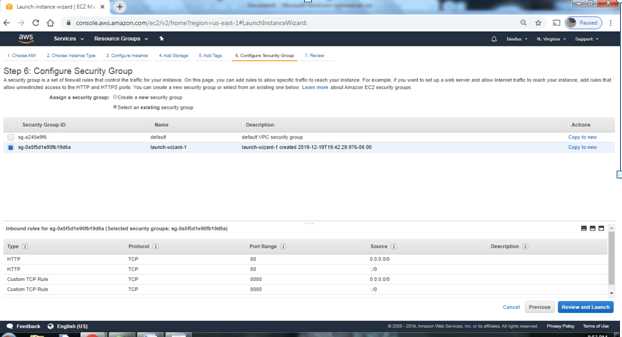 Launch instance wizard | EC2 Ma
console.aws.amazon.com/ec2/v2/home?region=us-east-1#LaunchInstanceWizard:
Paused
aws Services Resource Groups bindus N. Virginia Support
1. Choose AMI 2. Choose Instance Type 3. Configure Instance 4. Add Storage 5. Add Tags 6. Configure Security Group 7. Review
Step 6: Configure Security Group
A security group is a set of firewall rules that control the traffic for your instance. On this page, you can add rules to allow specific traffic to reach your instance. For example, if you want to set up a web server and allow Internet traffic to reach your instance, add rules that
allow unrestricted access to the HTTP and HTTPS ports. You can create a new security group or select from an existing one below. Learn more about Amazon EC2 security groups.
Assign a security group: Create a new security group
Select an existing security group
Security Group ID Name Description Actions
sg-a245e9f6 default default VPC security group Copy to new
sg-0a5f5d1e90fb19d6a launch-wizard-1 launch-wizard-1 created 2019-12-19T19:42:29.976-06:00 Copy to new
Inbound rules for sg-0a5f5d1e90fb19d6a (Selected security groups: sg-0a5f5d1e90fb19d6a)
Type Protocol Port Range Source Description
HTTP TCP 80 0.0.0.0/0
HTTP TCP 80 ::/0
Custom TCP Rule TCP 8080 0.0.0.0/0
Custom TCP Rule TCP 8080 ::/0
Cancel Previous Review and Launch
Feedback English (US) © 2008 - 2019, Amazon Web Services, Inc. or its affiliates. All rights reserved. Privacy Policy Terms of Use